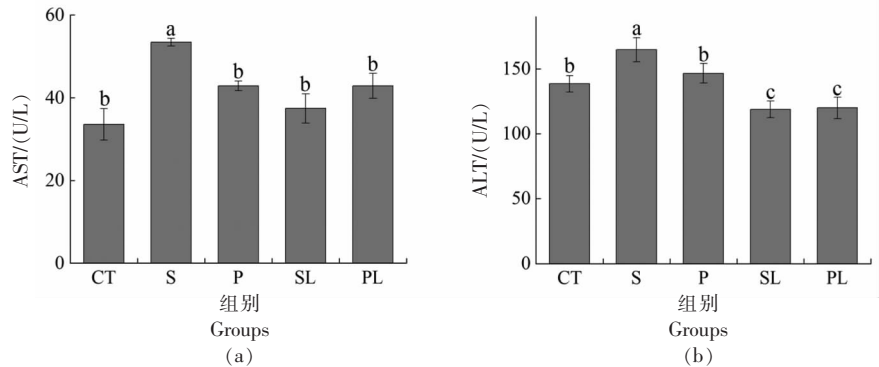 60
40
20
0
AST/(U/L)
b
a
b
b
b
CT S P SL PL
组别
Groups
(a)
150
100
50
0
ALT/(U/L)
b
a
b
c
c
CT S P SL PL
组别
Groups
(b)